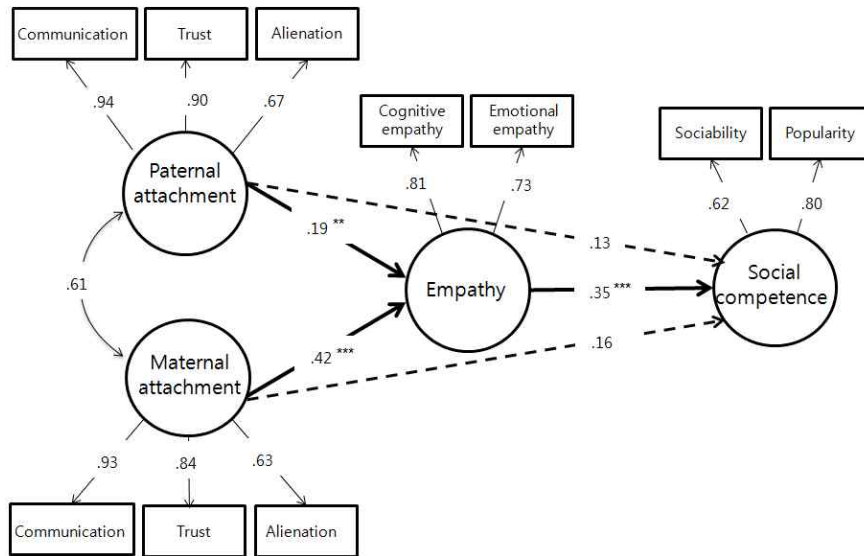 Communication
Trust
Alienation
.94
.90
.67
Cognitive
empathy
Emotional
empathy
Sociability
Popularity
Paternal
attachment
.81
.73
.62
.80
.19 **
.13
.61
Empathy
.35 ***
Social
competence
Maternal
attachment
.42 ***
.16
.93
.84
.63
Communication
Trust
Alienation